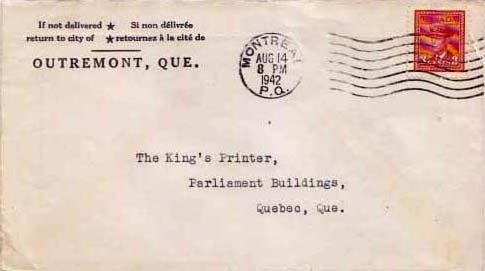 If not delivered ★ Si non délivrée
return to city of ★ retournez à la cité de
OUTREMONT, QUE.
MONTREAL
AUG 14
8 PM
1942
P.Q.
The King's Printer,
Parliament Buildings,
Quebec, Que.